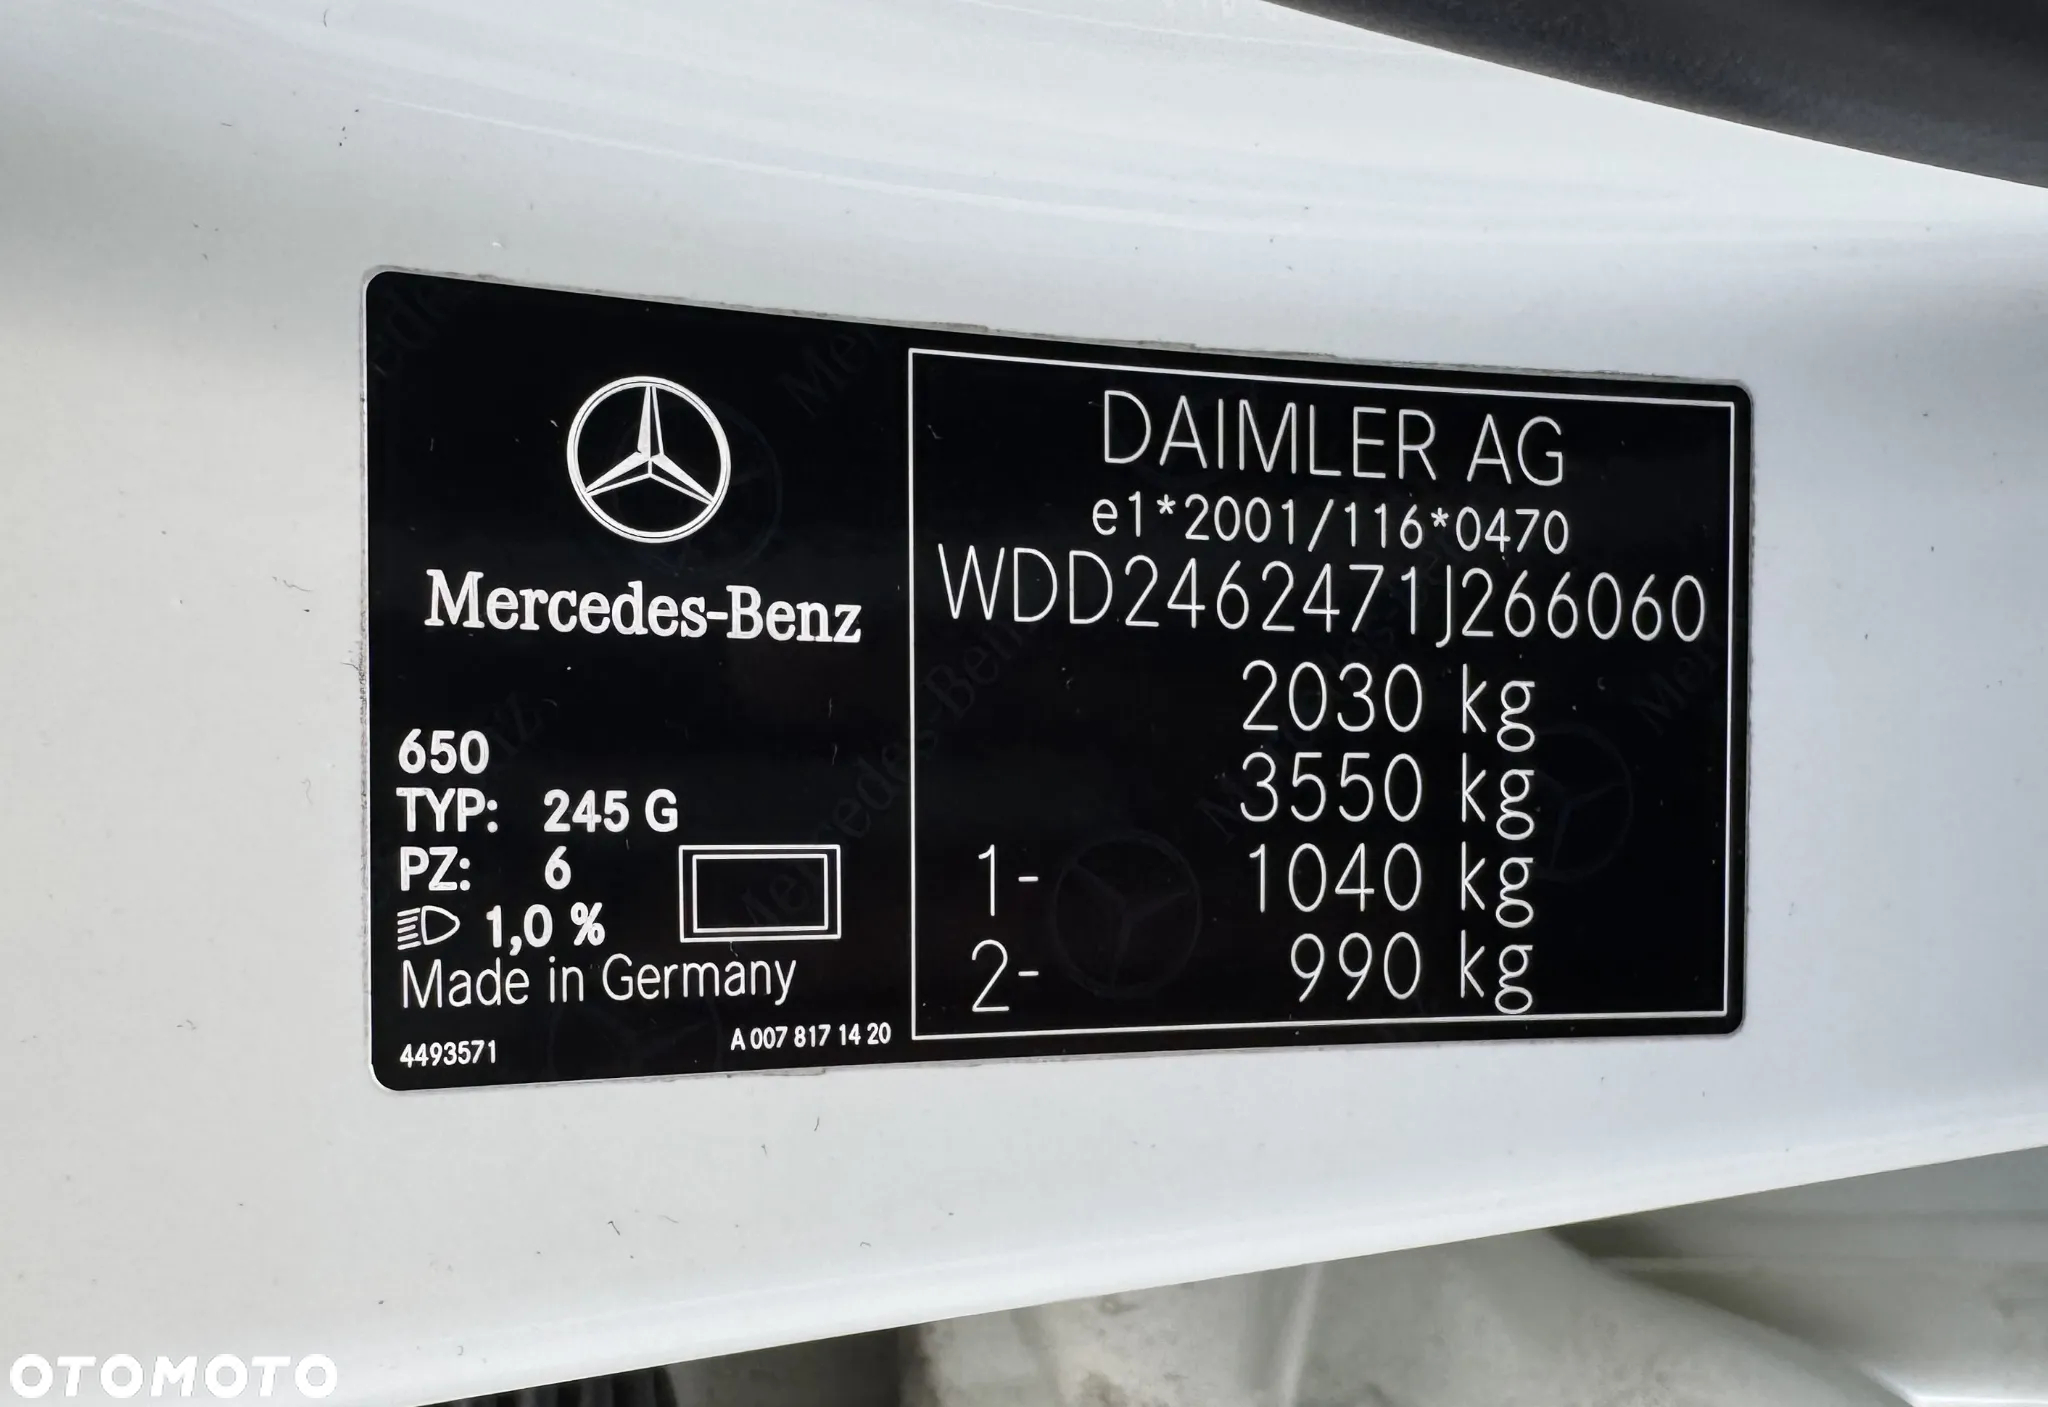 Mercedes-Benz
650
TYP: 245 G
PZ: 6
1,0 %
Made in Germany
4493571
A 007 817 14 20
DAIMLER AG
e1*2001/116*0470
WDD2462471J266060
2030 kg
3550 kg
1- 1040 kg
2- 990 kg
OTOMOTO